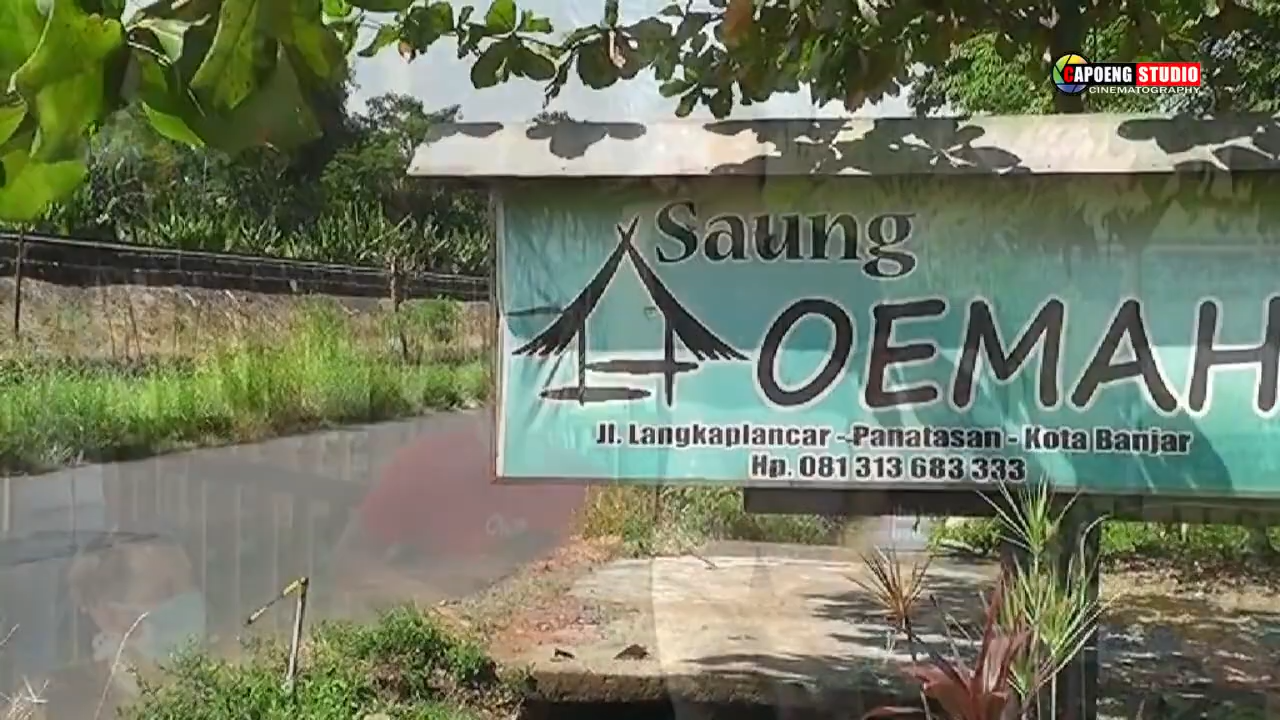 CAPOENG STUDIO
CINEMATOGRAPHY
Saung
OEMAH
Jl. Langkaplancar - Panatasan - Kota Banjar
Hp. 081 313 683 333